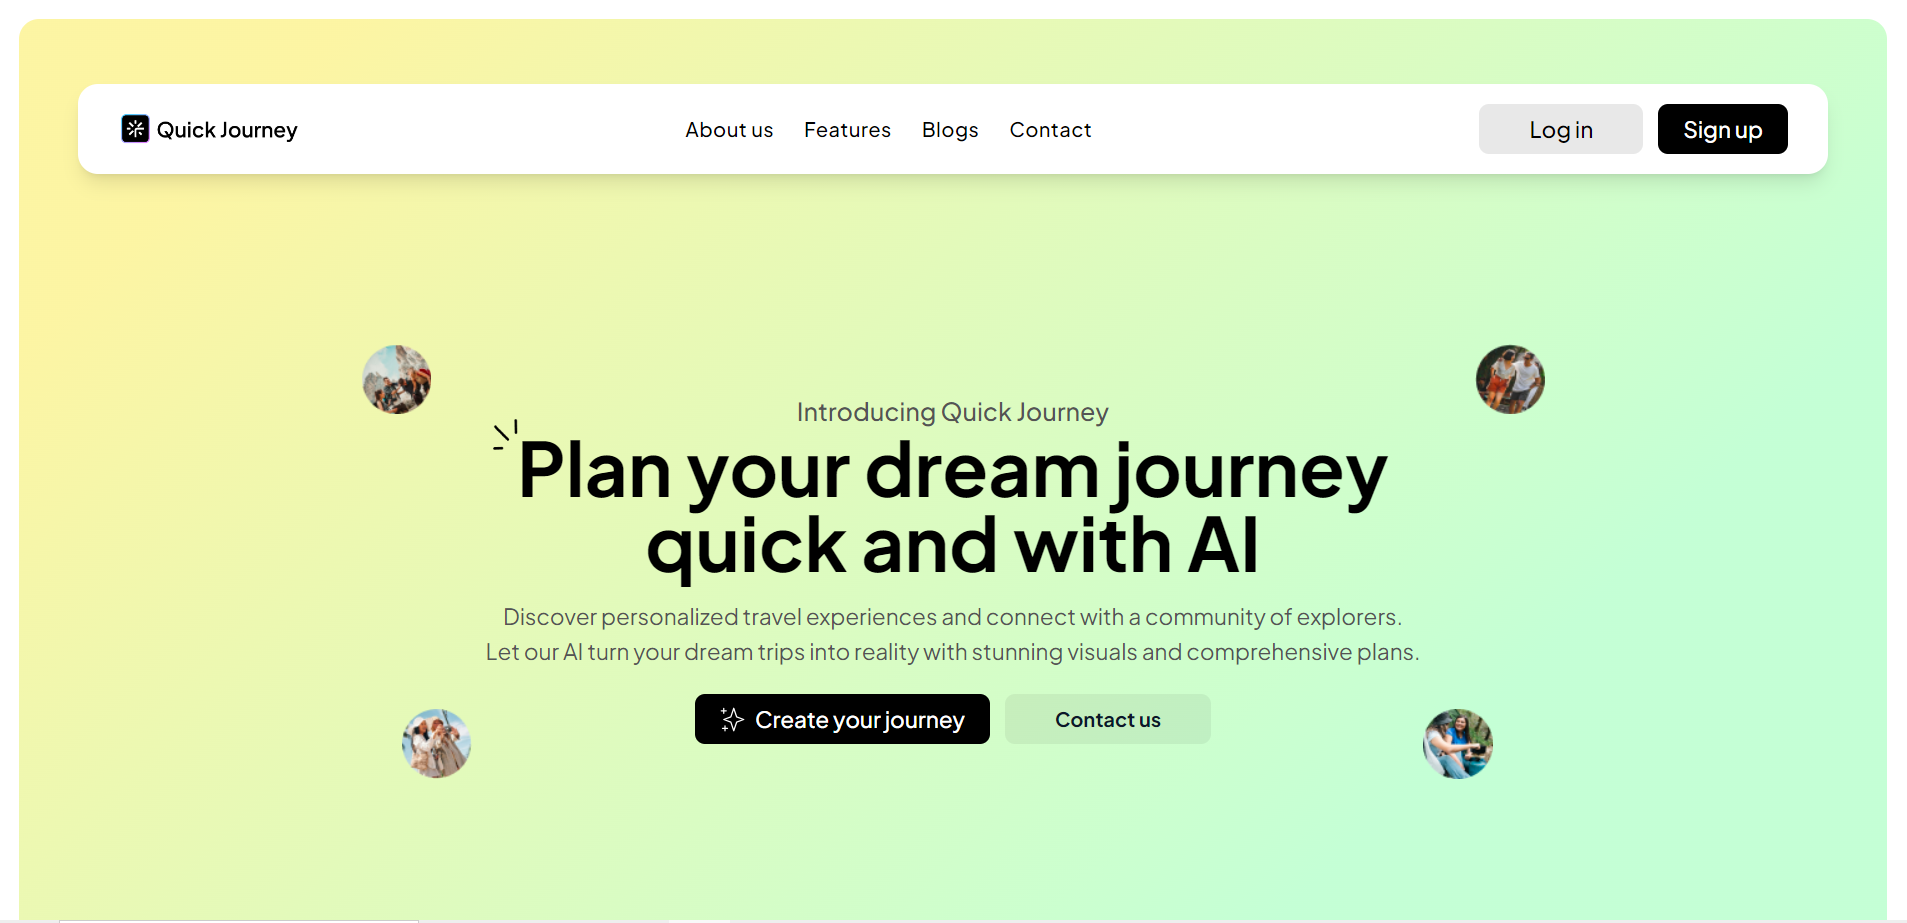 Quick Journey
About us
Features
Blogs
Contact
Log in
Sign up
Introducing Quick Journey
Plan your dream journey
quick and with AI
Discover personalized travel experiences and connect with a community of explorers.
Let our AI turn your dream trips into reality with stunning visuals and comprehensive plans.
Create your journey
Contact us